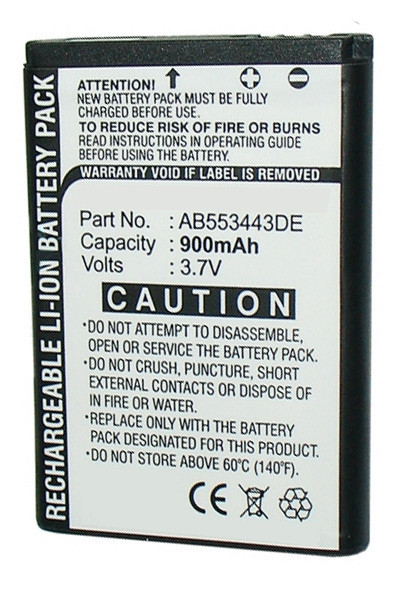 RECHARGEABLE LI-ION BATTERY PACK
ATTENTION!
NEW BATTERY PACK MUST BE FULLY
CHARGED BEFORE USE.
TO REDUCE RISK OF FIRE OR BURNS
READ INSTRUCTIONS IN OPERATING GUIDE
BEFORE USE.
WARRANTY VOID IF LABEL REMOVED
Part No. : AB553443DE
Capacity : 900mAh
Volts : 3.7V
CAUTION
•DO NOT ATTEMPT TO DISASSEMBLE,
OPEN OR SERVICE THE BATTERY PACK.
•DO NOT CRUSH, PUNCTURE, SHORT
EXTERNAL CONTACTS OR DISPOSE OF
IN FIRE OR WATER.
•REPLACE ONLY WITH THE BATTERY
PACK DESIGNATED FOR THIS PRODUCT.
•DO NOT STORE ABOVE 60°C (140°F).
CE